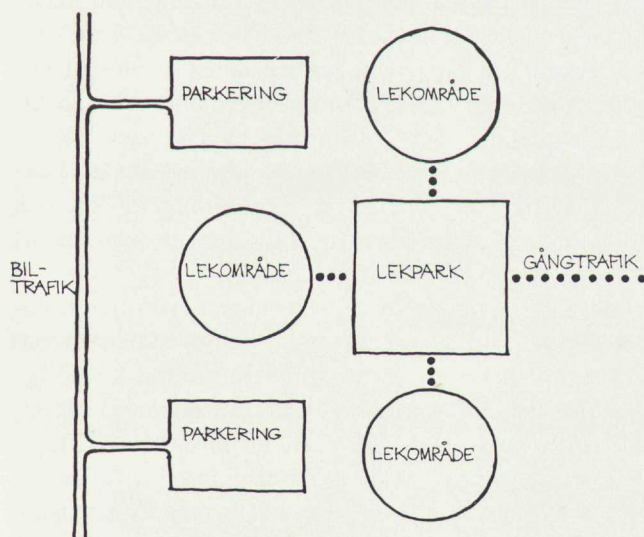 PARKERING
LEKOMRÅDE
BIL-
TRAFIK
LEKOMRÅDE
LEKPARK
GÅNGTRAFIK
PARKERING
LEKOMRÅDE